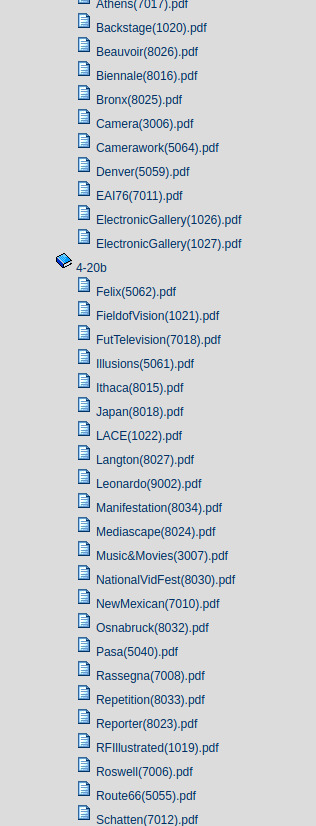 Athens(7017).pdf
Backstage(1020).pdf
Beauvoir(8026).pdf
Biennale(8016).pdf
Bronx(8025).pdf
Camera(3006).pdf
Camerawork(5064).pdf
Denver(5059).pdf
EAI76(7011).pdf
ElectronicGallery(1026).pdf
ElectronicGallery(1027).pdf
4-20b
Felix(5062).pdf
FieldofVision(1021).pdf
FutTelevision(7018).pdf
Illusions(5061).pdf
Ithaca(8015).pdf
Japan(8018).pdf
LACE(1022).pdf
Langton(8027).pdf
Leonardo(9002).pdf
Manifestation(8034).pdf
Mediascape(8024).pdf
Music&Movies(3007).pdf
NationalVidFest(8030).pdf
NewMexican(7010).pdf
Osnabruck(8032).pdf
Pasa(5040).pdf
Rassegna(7008).pdf
Repetition(8033).pdf
Reporter(8023).pdf
RFIllustrated(1019).pdf
Roswell(7006).pdf
Route66(5055).pdf
Schatten(7012).pdf